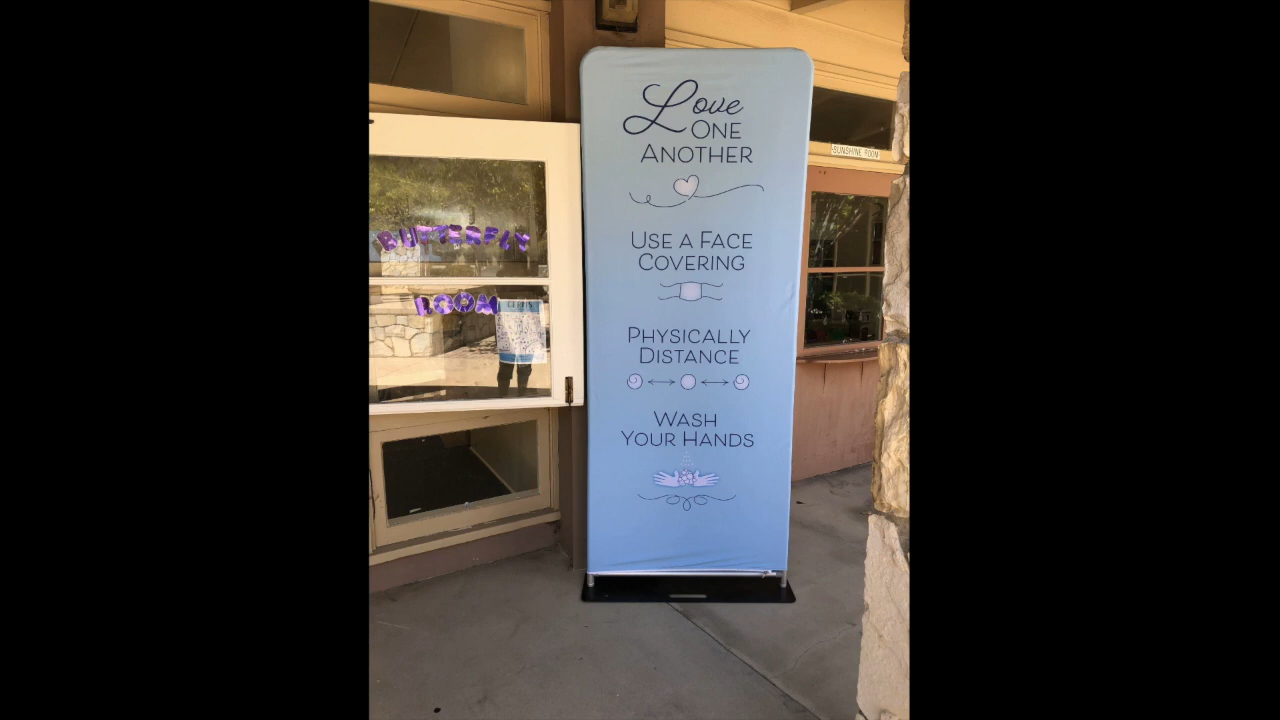 Love
ONE
ANOTHER
USE A FACE
COVERING
PHYSICALLY
DISTANCE
WASH
YOUR HANDS
BUTTERFLY
ROOM
SUNSHINE ROOM